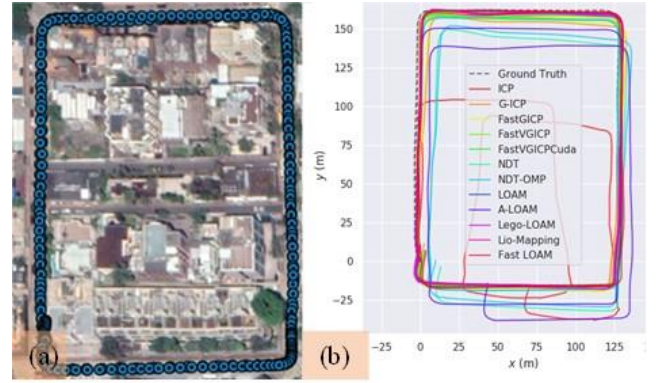 (a)
(b)
150
125
100
75
50
25
0
−25
y (m)
Ground Truth
ICP
G-ICP
FastGICP
FastVGICP
FastVGICPCuda
NDT
NDT-OMP
LOAM
A-LOAM
Lego-LOAM
Lio-Mapping
Fast LOAM
−25 0 25 50 75 100 125
x (m)